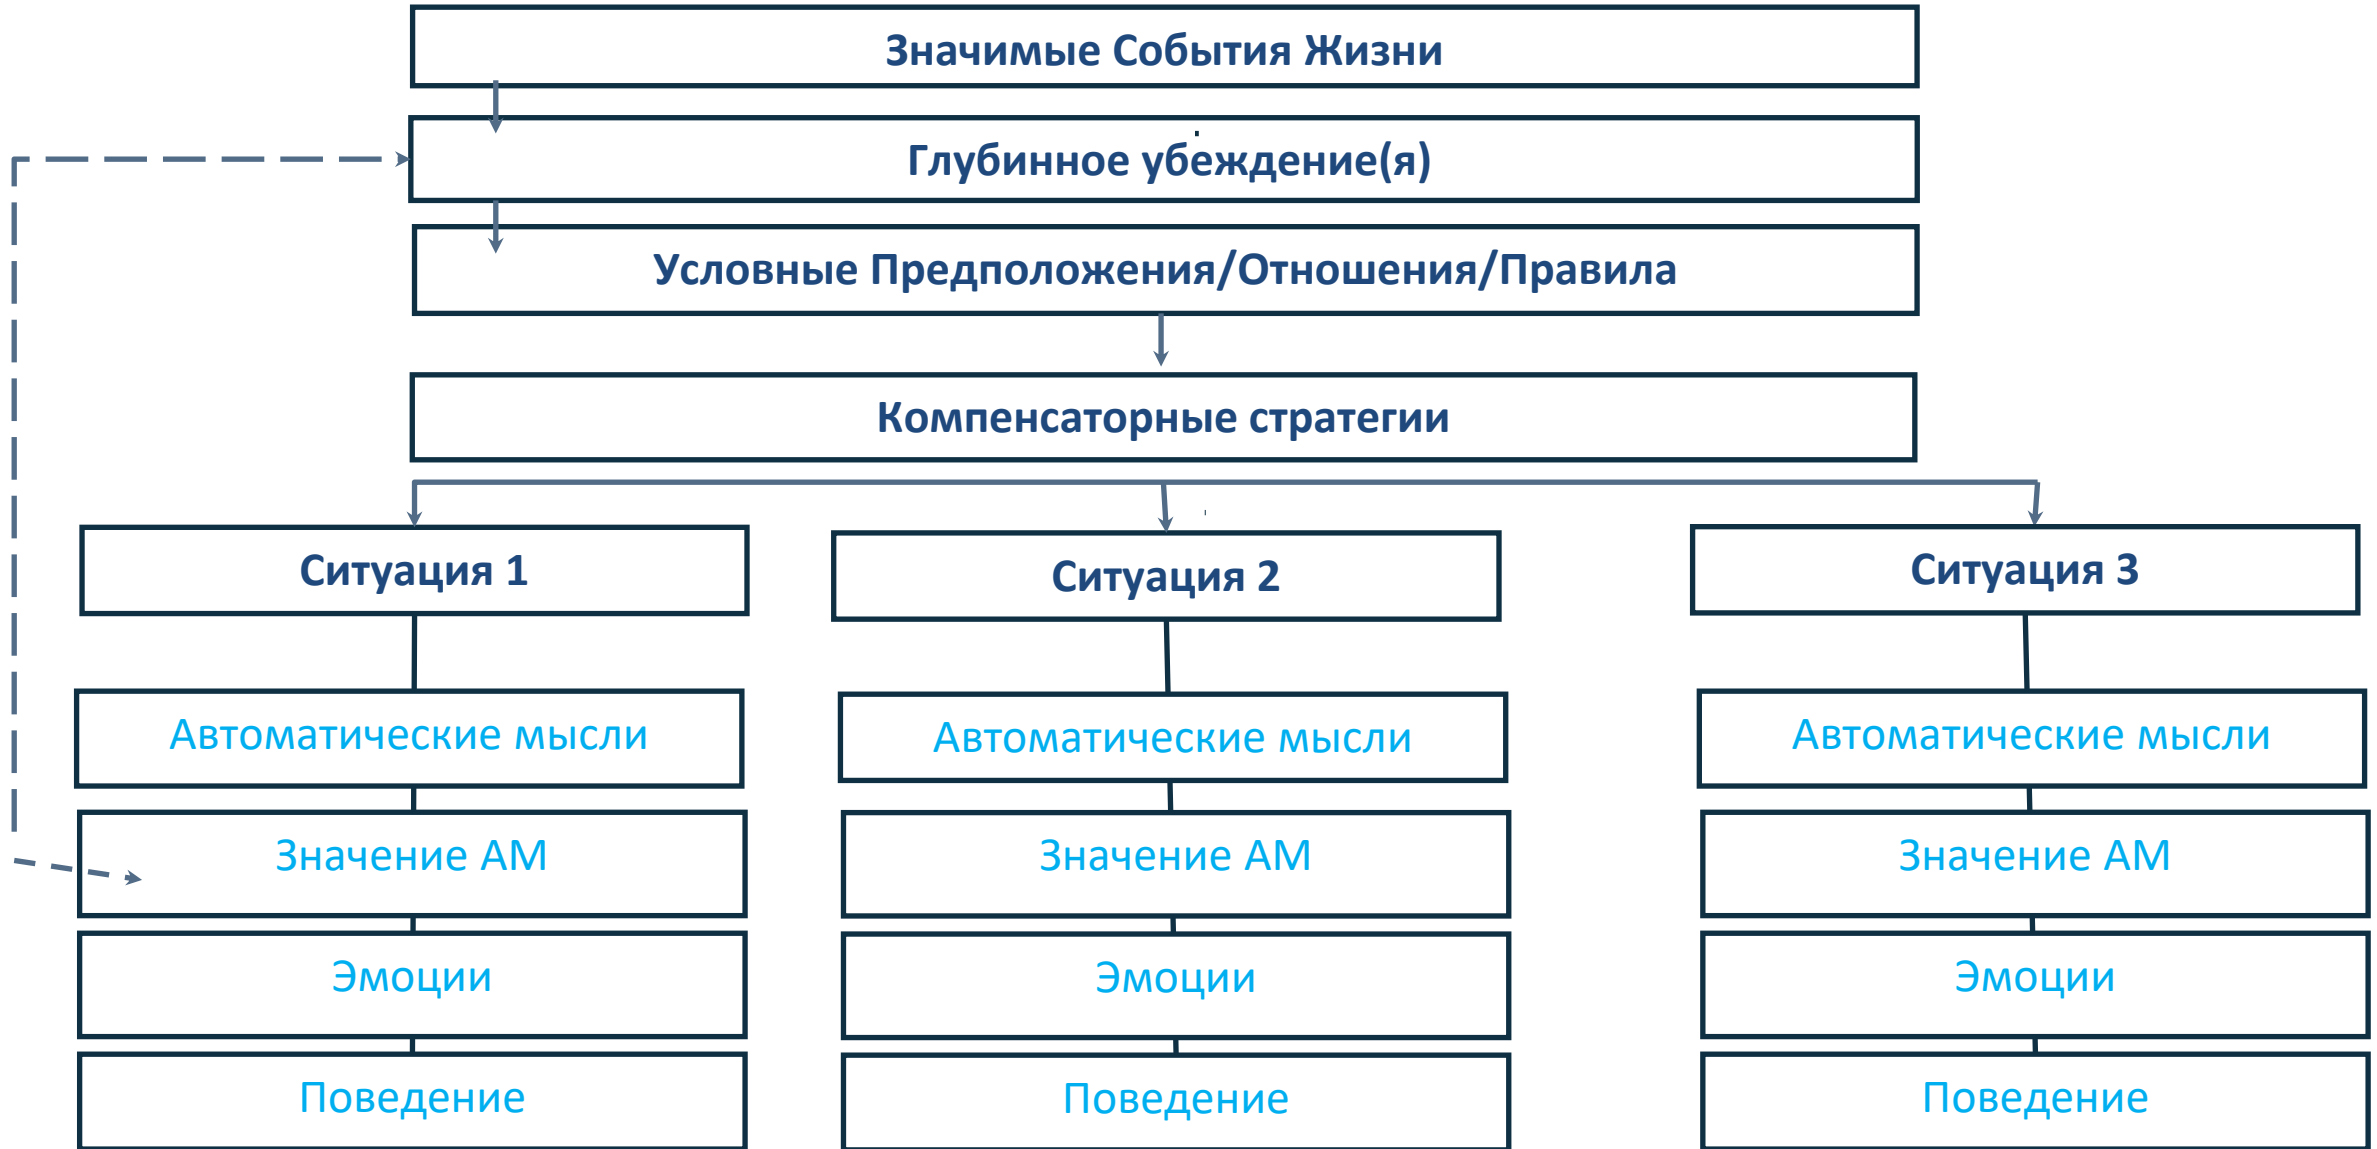 Значимые События Жизни
Глубинное убеждение(я)
Условные Предположения/Отношения/Правила
Компенсаторные стратегии
Ситуация 1
Ситуация 2
Ситуация 3
Автоматические мысли
Автоматические мысли
Автоматические мысли
Значение АМ
Значение АМ
Значение АМ
Эмоции
Эмоции
Эмоции
Поведение
Поведение
Поведение